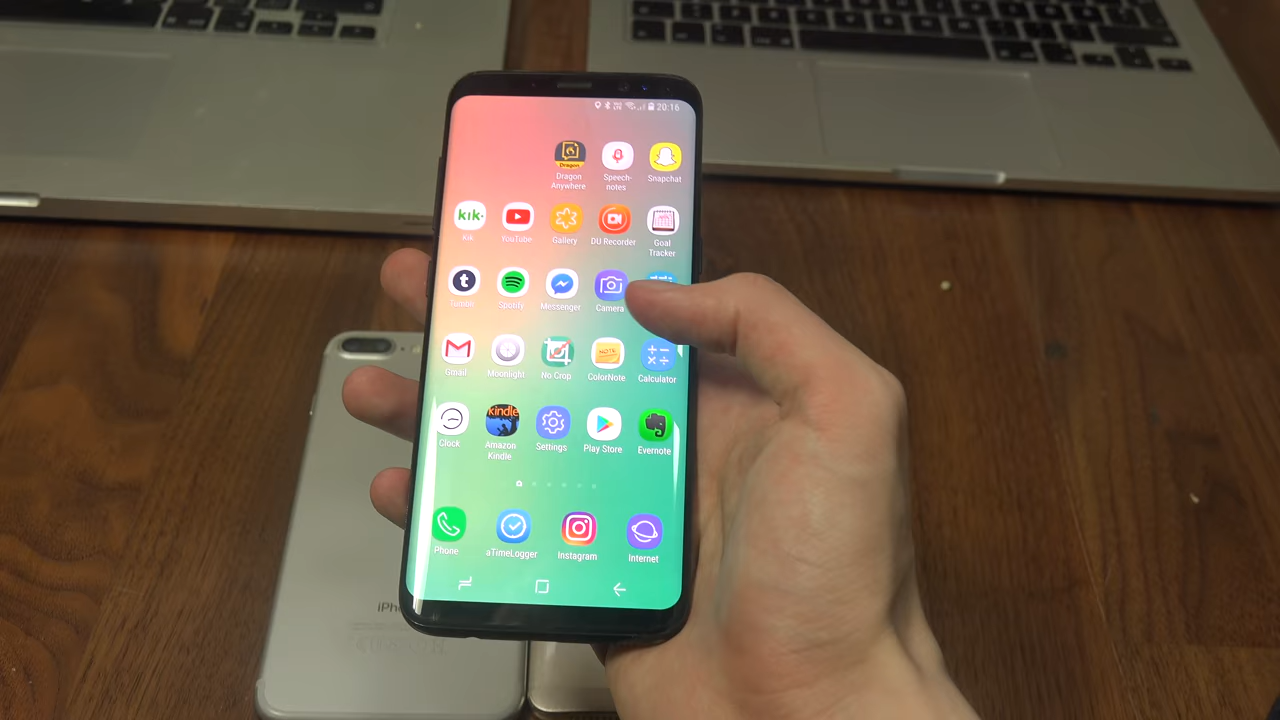 20:16
Dragon
Dragon
Anywhere
Speech-
notes
Snapchat
kik·
Kik
YouTube
Gallery
DU Recorder
Goal
Tracker
Tumblr
Spotify
Messenger
Camera
Gmail
Moonlight
No Crop
NOTE
ColorNote
Calculator
Clock
kindle
Amazon
Kindle
Settings
Play Store
Evernote
Phone
aTimeLogger
Instagram
Internet